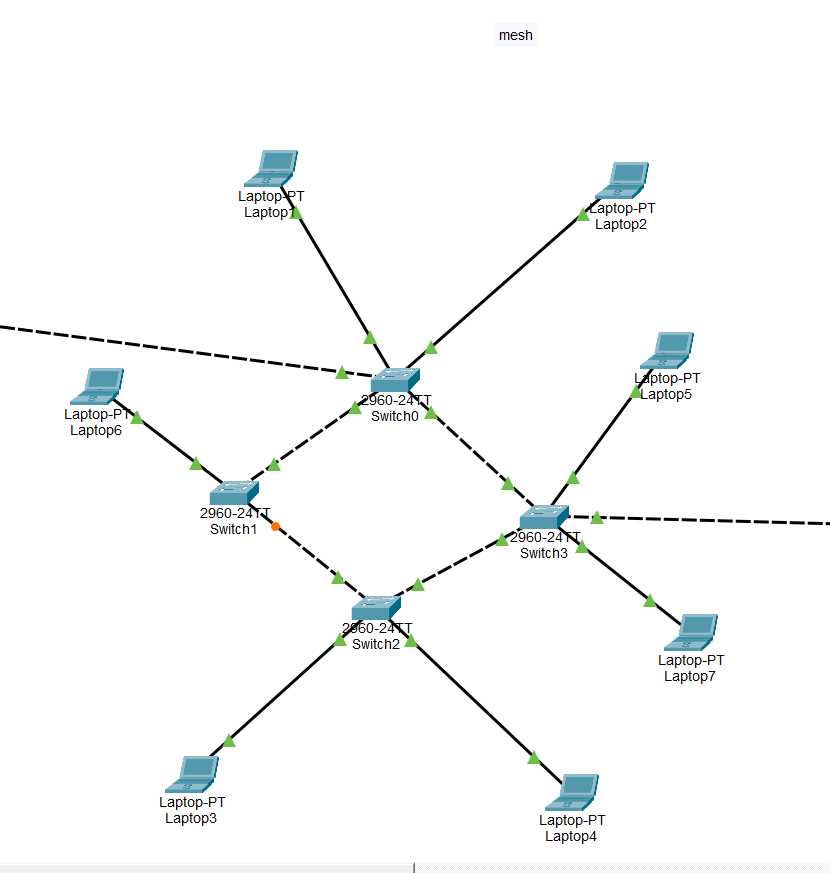 mesh
Laptop-PT
Laptop1
Laptop-PT
Laptop2
Laptop-PT
Laptop5
2960-24TT
Switch0
Laptop-PT
Laptop6
2960-24TT
Switch1
2960-24TT
Switch3
2960-24TT
Switch2
Laptop-PT
Laptop7
Laptop-PT
Laptop3
Laptop-PT
Laptop4